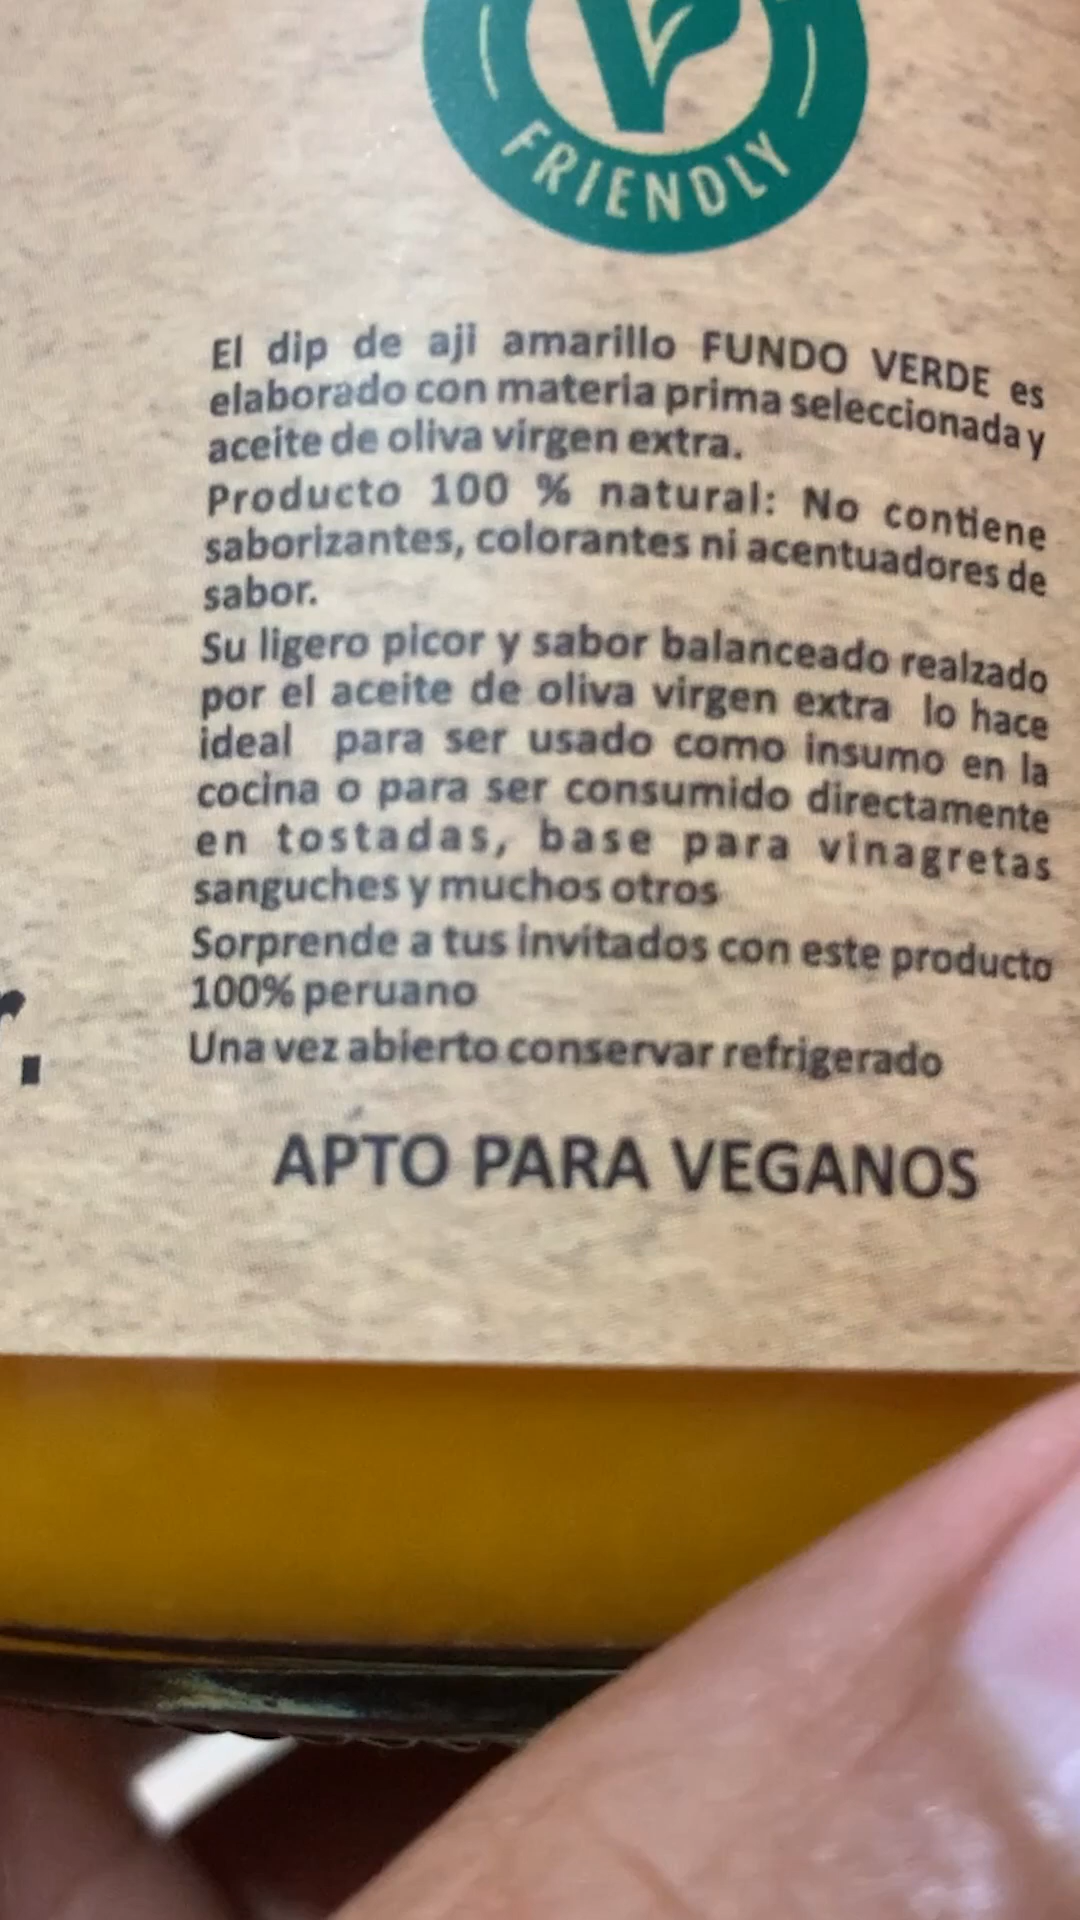 FRIENDLY
El dip de aji amarillo FUNDO VERDE es
elaborado con materia prima seleccionada y
aceite de oliva virgen extra.
Producto 100 % natural: No contiene
saborizantes, colorantes ni acentuadores de
sabor.
Su ligero picor y sabor balanceado realzado
por el aceite de oliva virgen extra lo hace
ideal para ser usado como insumo en la
cocina o para ser consumido directamente
en tostadas, base para vinagretas
sanguches y muchos otros
Sorprende a tus invitados con este producto
100% peruano
Una vez abierto conservar refrigerado
APTO PARA VEGANOS